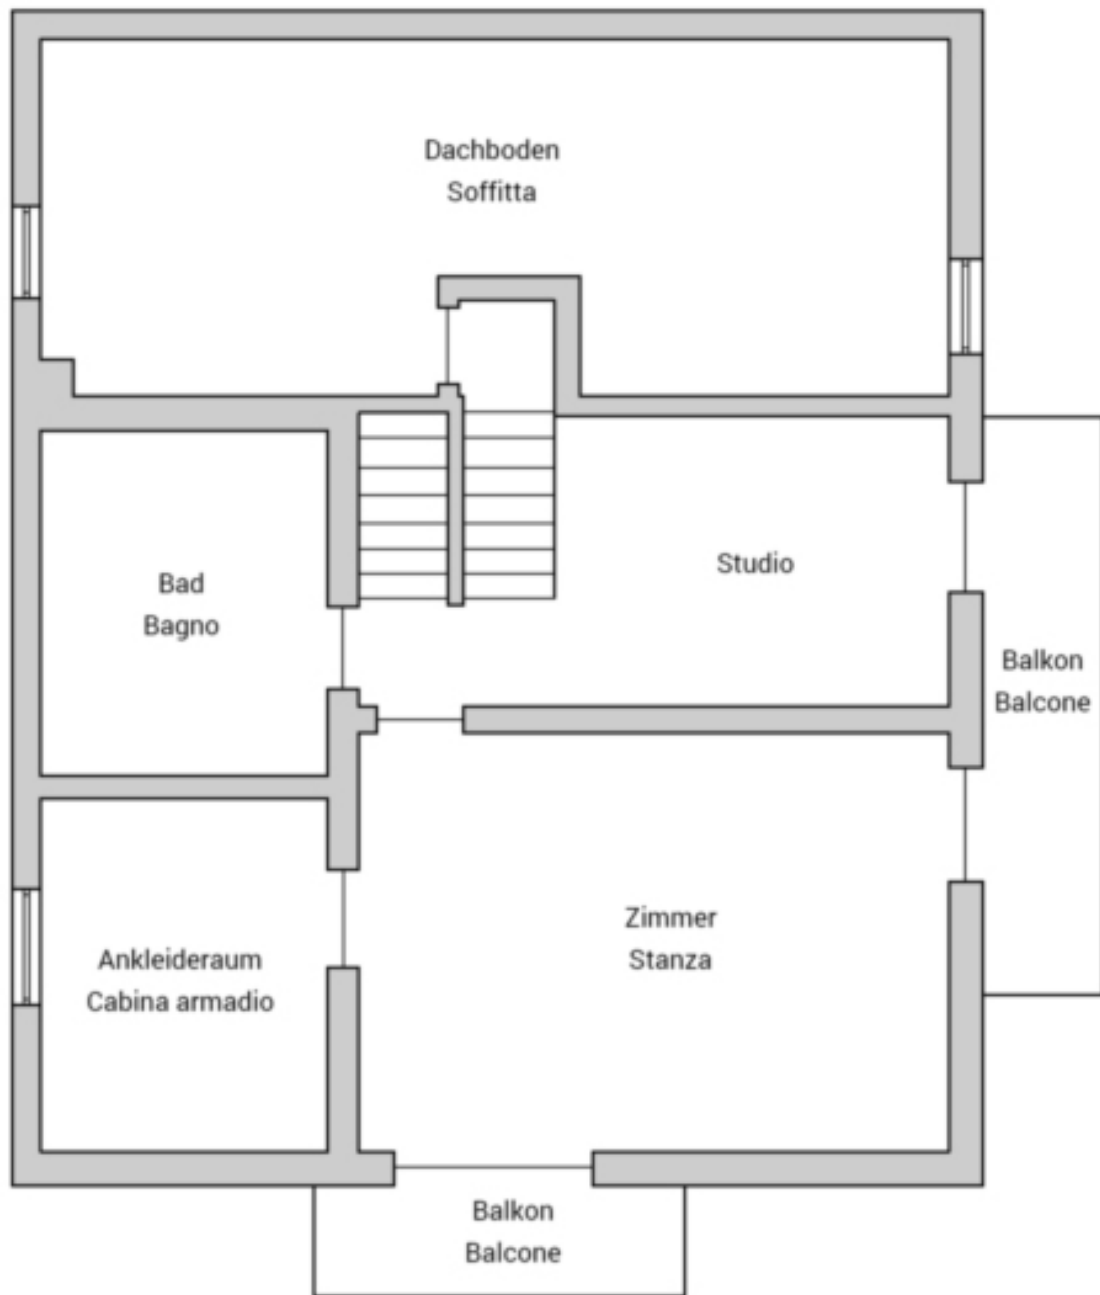 Dachboden
Soffitta
Studio
Bad
Bagno
Balkon
Balcone
Zimmer
Stanza
Ankleideraum
Cabina armadio
Balkon
Balcone